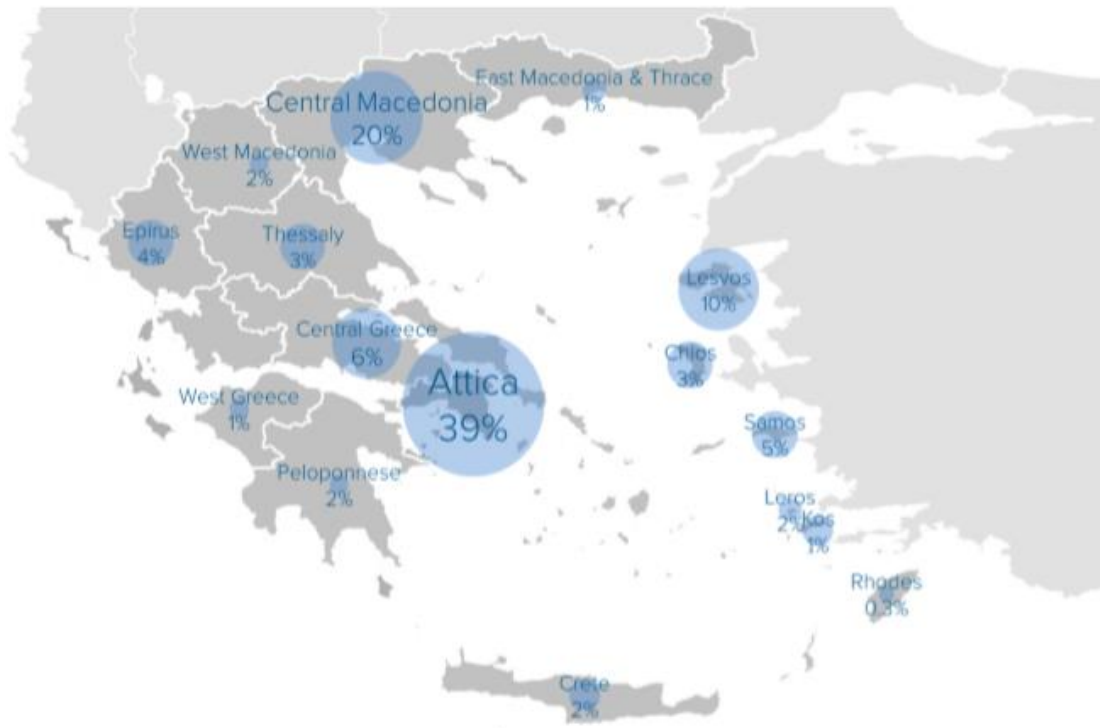 East Macedonia & Thrace
1%
Central Macedonia
20%
West Macedonia
2%
Epirus
4%
Thessaly
3%
Lesvos
10%
Central Greece
6%
Chios
3%
Attica
39%
West Greece
1%
Samos
5%
Peloponnese
2%
Leros
2%
Kos
1%
Rhodes
0.3%
Crete
2%